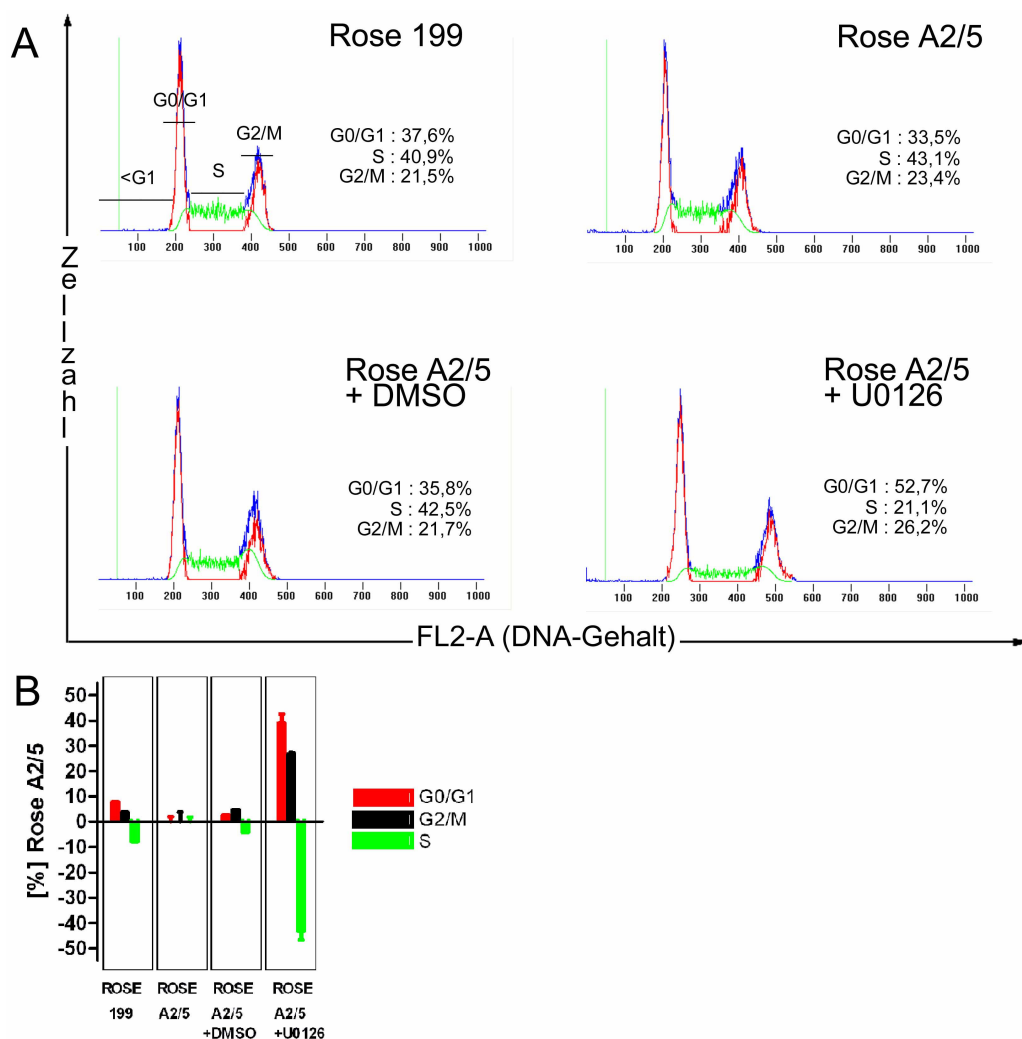 A
Rose 199
G0/G1
G2/M
S
<G1
G0/G1 : 37,6%
S : 40,9%
G2/M : 21,5%
100 200 300 400 500 600 700 800 900 1000
Rose A2/5
G0/G1 : 33,5%
S : 43,1%
G2/M : 23,4%
100 200 300 400 500 600 700 800 900 1000
Zellzahl
Rose A2/5
+ DMSO
G0/G1 : 35,8%
S : 42,5%
G2/M : 21,7%
100 200 300 400 500 600 700 800 900 1000
Rose A2/5
+ U0126
G0/G1 : 52,7%
S : 21,1%
G2/M : 26,2%
100 200 300 400 500 600 700 800 900 1000
FL2-A (DNA-Gehalt)
B
[%] Rose A2/5
50
40
30
20
10
0
-10
-20
-30
-40
-50
G0/G1
G2/M
S
ROSE 199
ROSE A2/5
ROSE A2/5 +DMSO
ROSE A2/5 +U0126